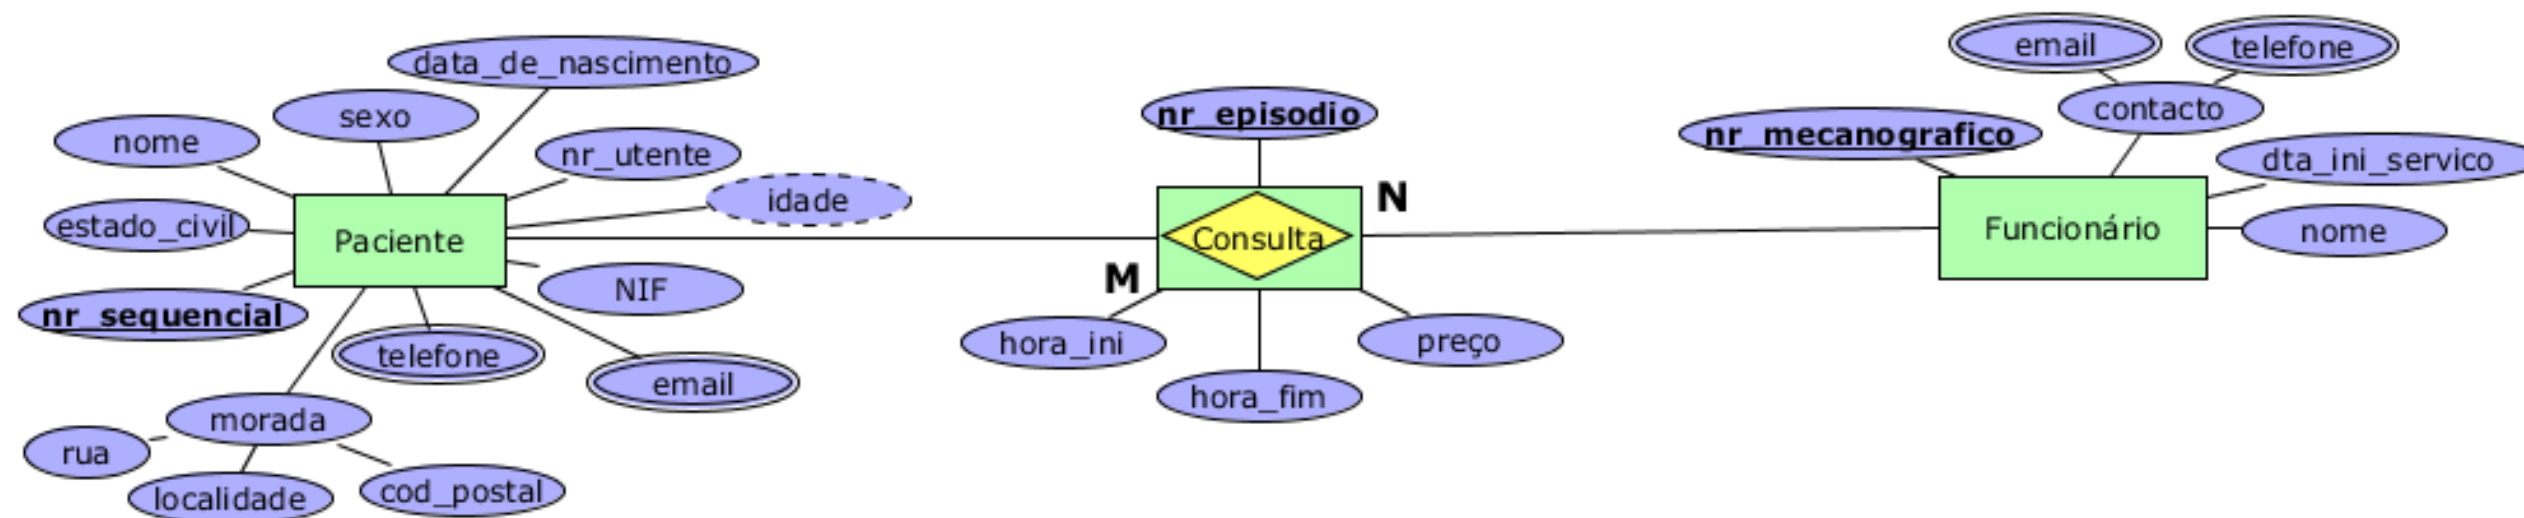 data_de_nascimento
sexo
nome
nr_utente
idade
estado_civil
Paciente
nr_sequencial
NIF
telefone
email
morada
rua
localidade
cod_postal
nr_episodio
N
Consulta
M
hora_ini
preço
hora_fim
email
telefone
contacto
nr_mecanografico
dta_ini_servico
Funcionário
nome